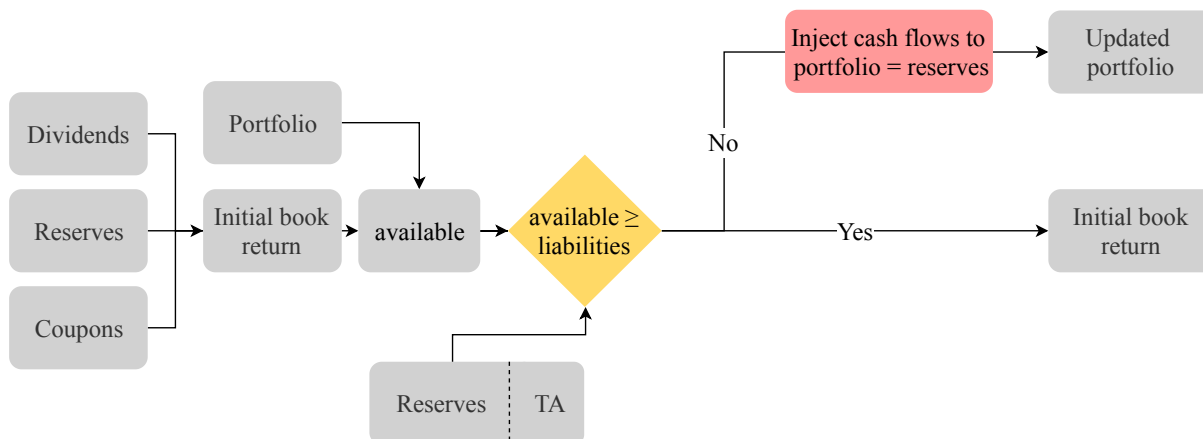 Inject cash flows to
portfolio = reserves
Updated
portfolio
Dividends
Portfolio
No
Reserves
Initial book
return
available
available ≥
liabilities
Yes
Initial book
return
Coupons
Reserves
TA